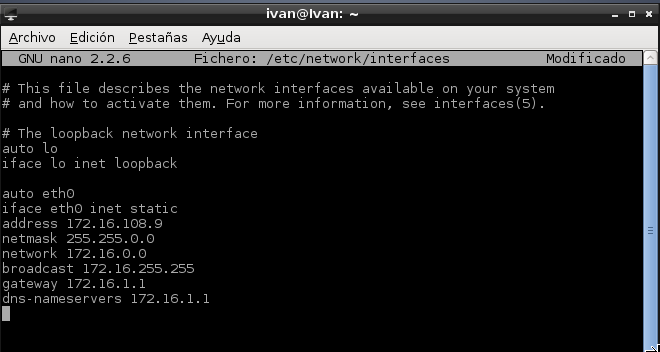 ivan@Ivan: ~
Archivo Edición Pestañas Ayuda
GNU nano 2.2.6 Fichero: /etc/network/interfaces Modificado
# This file describes the network interfaces available on your system
# and how to activate them. For more information, see interfaces(5).
# The loopback network interface
auto lo
iface lo inet loopback
auto eth0
iface eth0 inet static
address 172.16.108.9
netmask 255.255.0.0
network 172.16.0.0
broadcast 172.16.255.255
gateway 172.16.1.1
dns-nameservers 172.16.1.1